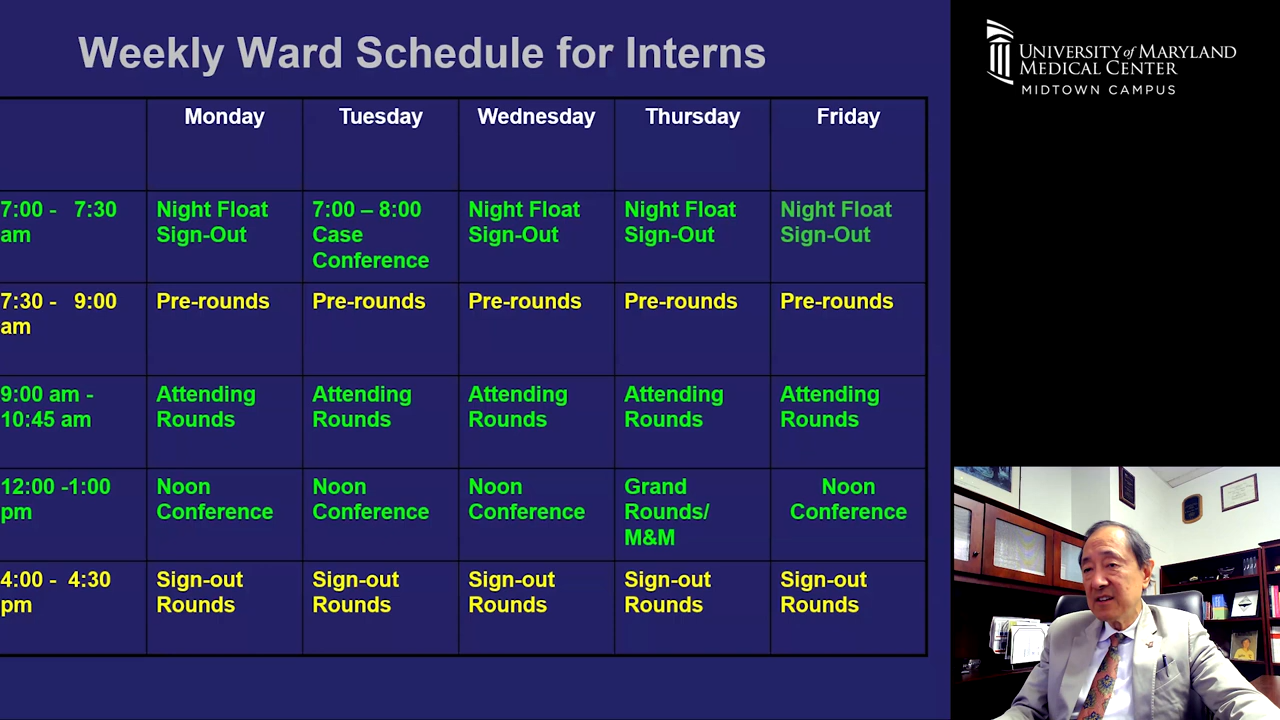 Weekly Ward Schedule for Interns
UNIVERSITY of MARYLAND
MEDICAL CENTER
MIDTOWN CAMPUS
Monday Tuesday Wednesday Thursday Friday
7:00 - 7:30
am
Night Float
Sign-Out
7:00 – 8:00
Case
Conference
Night Float
Sign-Out
Night Float
Sign-Out
Night Float
Sign-Out
7:30 - 9:00
am
Pre-rounds
Pre-rounds
Pre-rounds
Pre-rounds
Pre-rounds
9:00 am -
10:45 am
Attending
Rounds
Attending
Rounds
Attending
Rounds
Attending
Rounds
Attending
Rounds
12:00 -1:00
pm
Noon
Conference
Noon
Conference
Noon
Conference
Grand
Rounds/
M&M
Noon
Conference
4:00 - 4:30
pm
Sign-out
Rounds
Sign-out
Rounds
Sign-out
Rounds
Sign-out
Rounds
Sign-out
Rounds